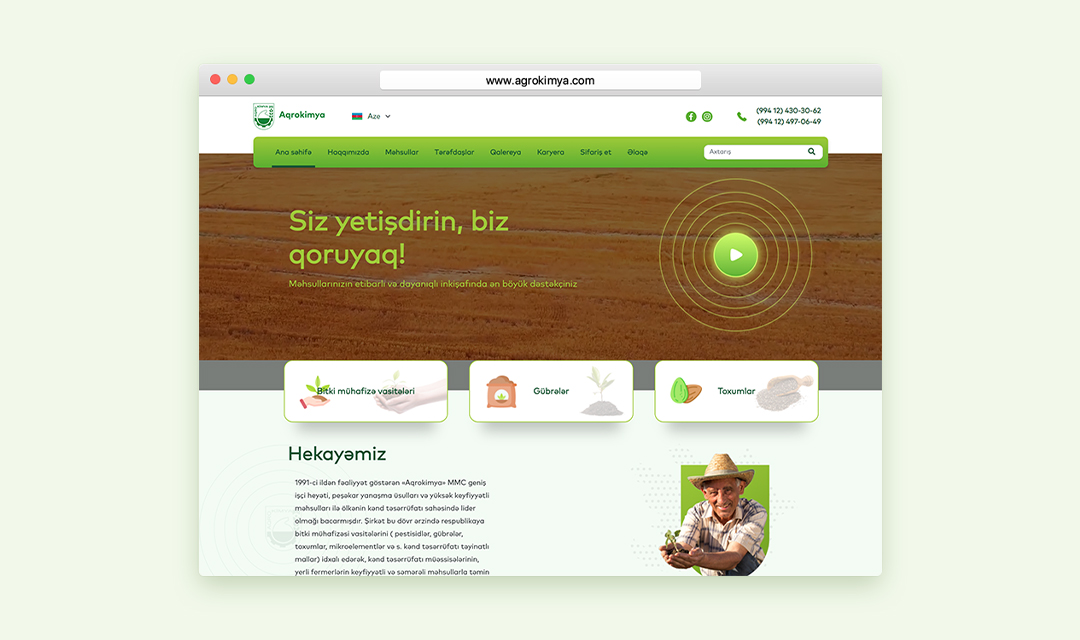 www.agrokimya.com
Aqrokimya
Aze
(994 12) 430-30-62
(994 12) 497-06-49
Ana səhifə Haqqımızda Məhsullar Tərəfdaşlar Qalereya Karyera Sifariş et Əlaqə Axtarış
Siz yetişdirin, biz
qoruyaq!
Məhsullarınızın etibarlı və dayanıqlı inkişafında ən böyük dəstəkçiniz
Bitki mühafizə vasitələri
Gübrələr
Toxumlar
Hekayəmiz
1991-ci ildən fəaliyyət göstərən «Aqrokimya» MMC geniş
işçi heyəti, peşəkar yanaşma üsulları və yüksək keyfiyyətli
məhsulları ilə ölkənin kənd təsərrüfatı sahəsində lider
olmağı bacarmışdır. Şirkət bu dövr ərzində respublikaya
bitki mühafizəsi vasitələrini ( pestisidlər, gübrələr,
toxumlar, mikroelementlər və s. kənd təsərrüfatı təyinatlı
mallar) idxal edərək, kənd təsərrüfatı müəssisələrinin,
yerli fermerlərin keyfiyyətli və səmərəli məhsullarla təmin